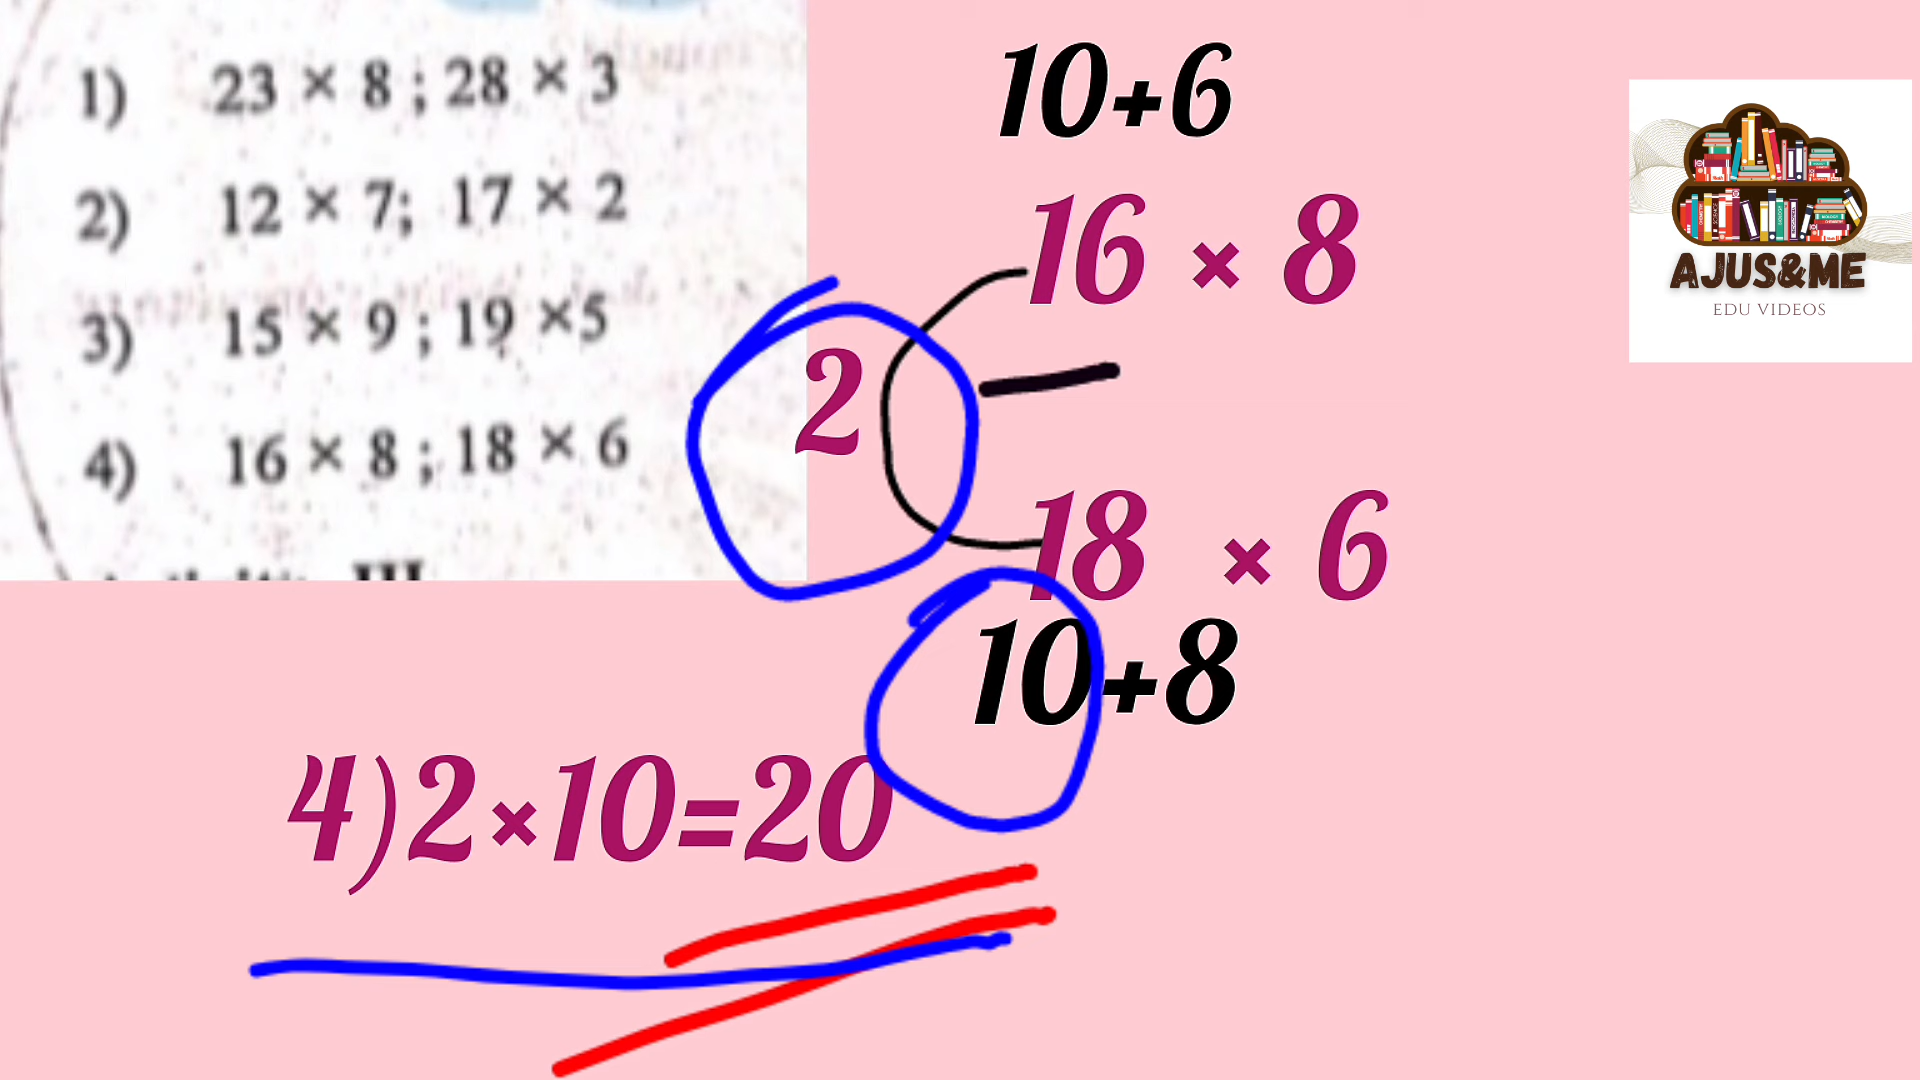 1) 23 × 8 ; 28 × 3
2) 12 × 7; 17 × 2
3) 15 × 9 ; 19 ×5
4) 16 × 8 ; 18 × 6
10+6
16 × 8
2
18 × 6
10+8
4)2×10=20
AJUS&ME
EDU VIDEOS